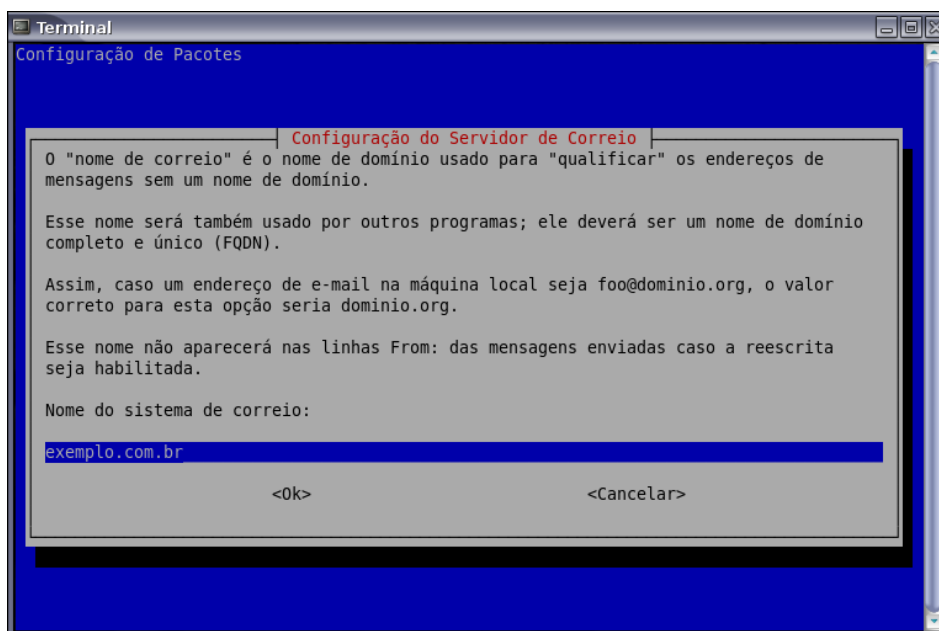 Terminal
Configuração de Pacotes
Configuração do Servidor de Correio
O "nome de correio" é o nome de domínio usado para "qualificar" os endereços de
mensagens sem um nome de domínio.
Esse nome será também usado por outros programas; ele deverá ser um nome de domínio
completo e único (FQDN).
Assim, caso um endereço de e-mail na máquina local seja foo@dominio.org, o valor
correto para esta opção seria dominio.org.
Esse nome não aparecerá nas linhas From: das mensagens enviadas caso a reescrita
seja habilitada.
Nome do sistema de correio:
exemplo.com.br
<Ok> <Cancelar>